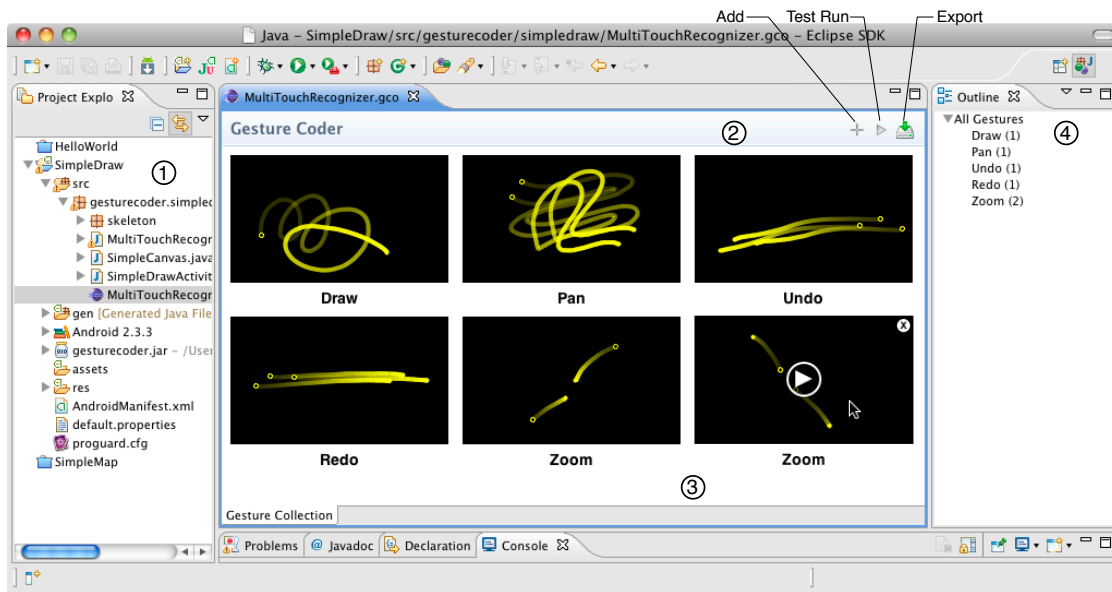 Add Test Run Export
Java – SimpleDraw/src/gesturecoder/simpledraw/MultiTouchRecognizer.gco – Eclipse SDK
Project Explo
①
HelloWorld
SimpleDraw
src
gesturecoder.simpled
skeleton
MultiTouchRecogn
SimpleCanvas.java
SimpleDrawActivit
MultiTouchRecogr
gen [Generated Java File
Android 2.3.3
gesturecoder.jar – /User
assets
res
AndroidManifest.xml
default.properties
proguard.cfg
SimpleMap
MultiTouchRecognizer.gco
Gesture Coder
②
Draw Pan Undo
X
Redo Zoom Zoom
③
Gesture Collection
Outline
④
All Gestures
Draw (1)
Pan (1)
Undo (1)
Redo (1)
Zoom (2)
Problems @ Javadoc Declaration Console